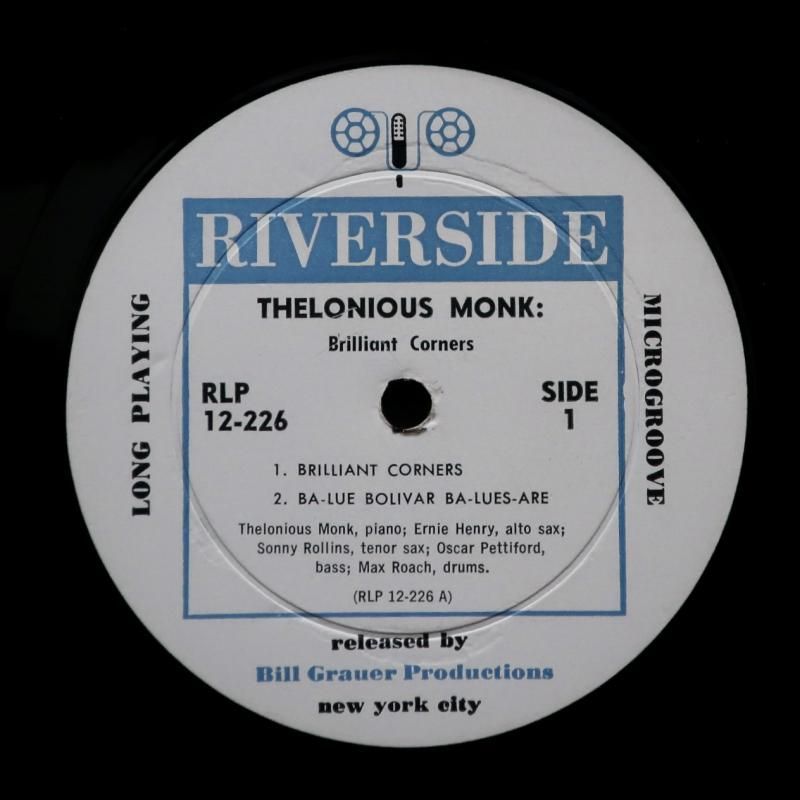 RIVERSIDE
THELONIOUS MONK:
Brilliant Corners
RLP
12-226
SIDE
1
1. BRILLIANT CORNERS
2. BA-LUE BOLIVAR BA-LUES-ARE
Thelonious Monk, piano; Ernie Henry, alto sax;
Sonny Rollins, tenor sax; Oscar Pettiford,
bass; Max Roach, drums.
(RLP 12-226 A)
LONG PLAYING
MICROGROOVE
released by
Bill Grauer Productions
new york city